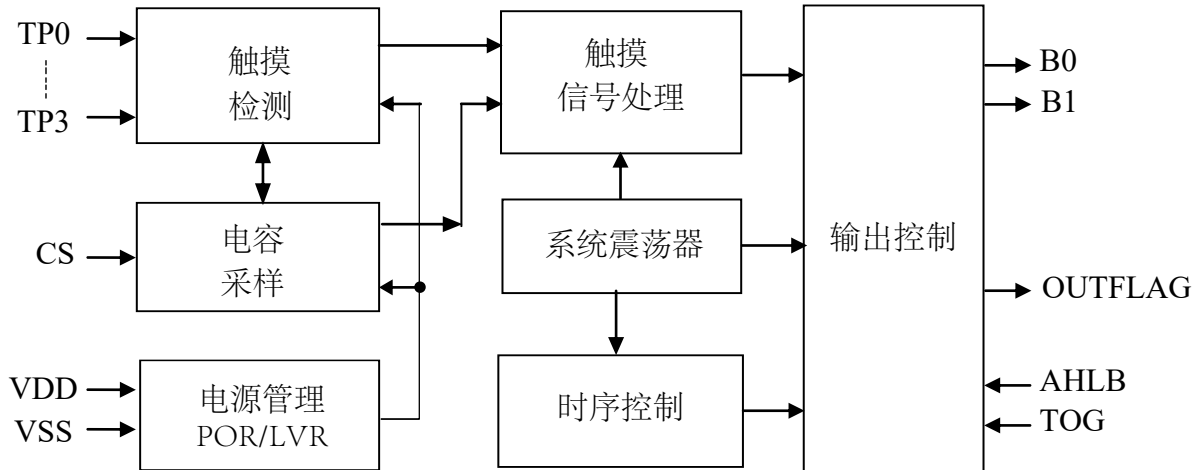 TP0
TP3
触摸
检测
触摸
信号处理
B0
B1
CS
电容
采样
系统震荡器
输出控制
OUTFLAG
VDD
VSS
电源管理
POR/LVR
时序控制
AHLB
TOG